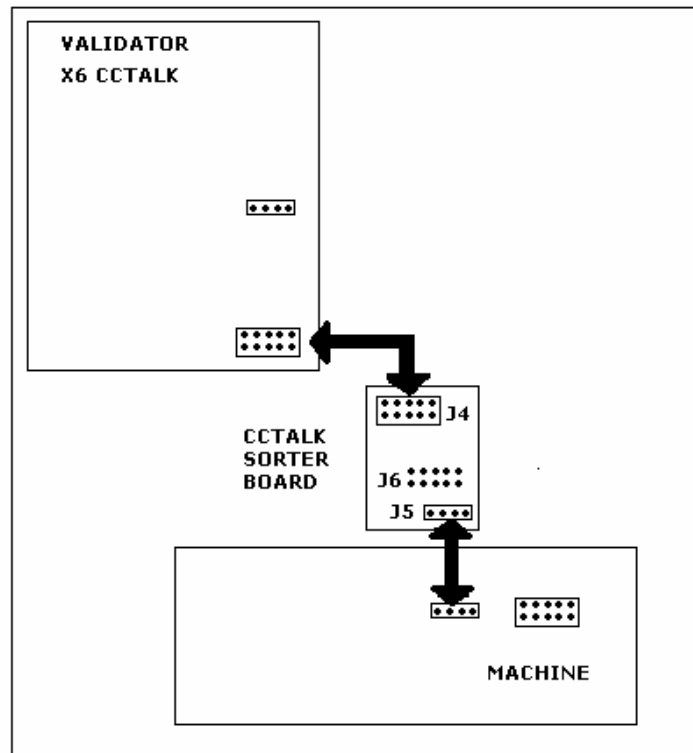 VALIDATOR
X6 CCTALK
J4
CCTALK
SORTER
BOARD
J6
J5
MACHINE